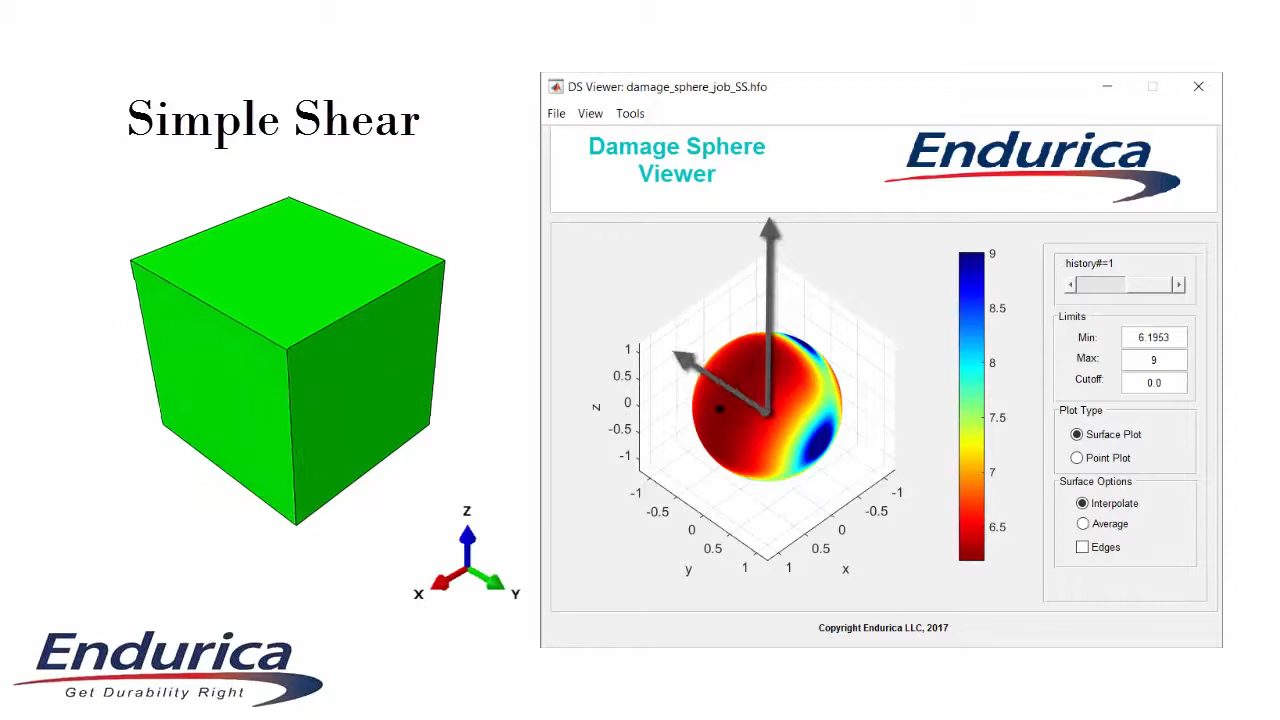 Simple Shear
Z
X
Y
Endurica
Get Durability Right
DS Viewer: damage_sphere_job_SS.hfo
File View Tools
Damage Sphere
Viewer
Endurica
1
0.5
0
-0.5
-1
z
-1
-0.5
0
0.5
1
y
-1
-0.5
0
0.5
1
x
9
8.5
8
7.5
7
6.5
history#=1
Limits
Min: 6.1953
Max: 9
Cutoff: 0.0
Plot Type
Surface Plot
Point Plot
Surface Options
Interpolate
Average
Edges
Copyright Endurica LLC, 2017